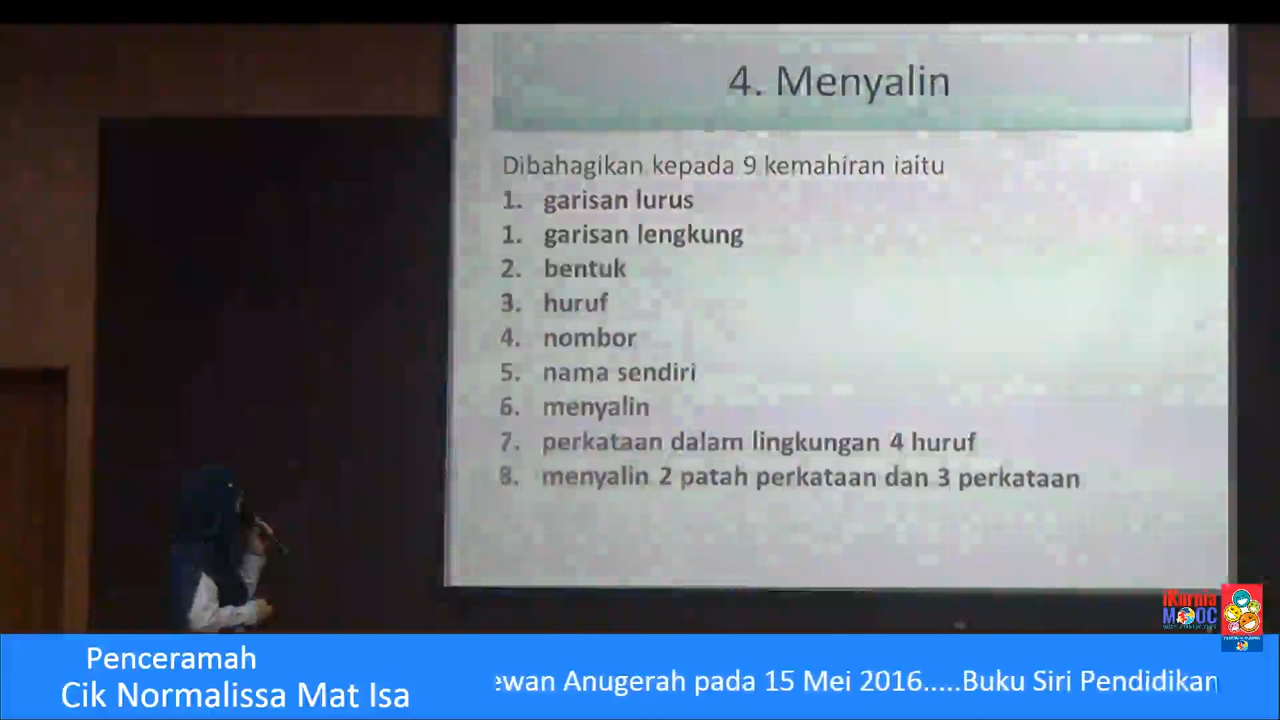 4. Menyalin
Dibahagikan kepada 9 kemahiran iaitu
1. garisan lurus
1. garisan lengkung
2. bentuk
3. huruf
4. nombor
5. nama sendiri
6. menyalin
7. perkataan dalam lingkungan 4 huruf
8. menyalin 2 patah perkataan dan 3 perkataan
iKurnia
MOOC
Penceramah
Cik Normalissa Mat Isa
ewan Anugerah pada 15 Mei 2016.....Buku Siri Pendidikan